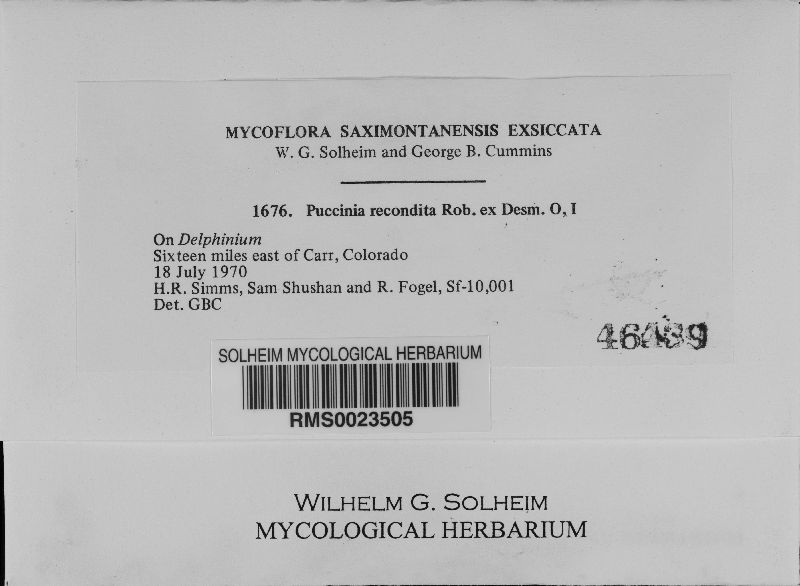 MYCOFLORA SAXIMONTANENSIS EXSICCATA
W. G. Solheim and George B. Cummins
1676. Puccinia recondita Rob. ex Desm. O, I
On Delphinium
Sixteen miles east of Carr, Colorado
18 July 1970
H.R. Simms, Sam Shushan and R. Fogel, Sf-10,001
Det. GBC
SOLHEIM MYCOLOGICAL HERBARIUM
RMS0023505
WILHELM G. SOLHEIM
MYCOLOGICAL HERBARIUM